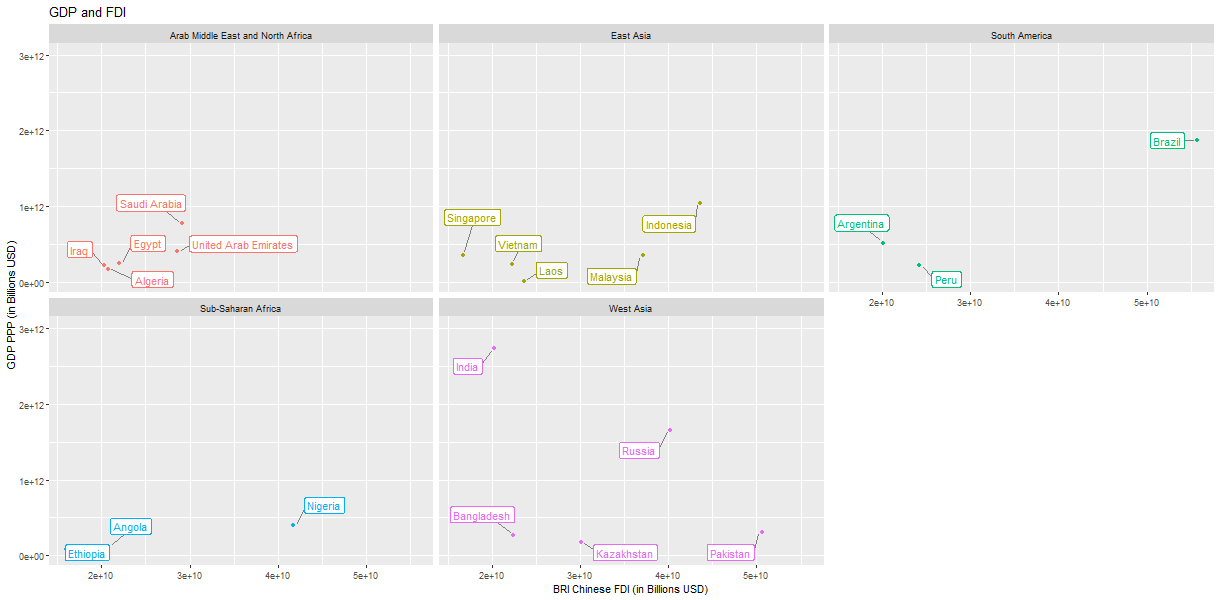 GDP and FDI
Arab Middle East and North Africa
East Asia
South America
3e+12
2e+12
1e+12
0e+00
Saudi Arabia
Iraq
Egypt
United Arab Emirates
Algeria
Singapore
Vietnam
Laos
Indonesia
Malaysia
Brazil
Argentina
Peru
2e+10
3e+10
4e+10
5e+10
GDP PPP (in Billions USD)
Sub-Saharan Africa
West Asia
3e+12
2e+12
1e+12
0e+00
Nigeria
Angola
Ethiopia
India
Russia
Bangladesh
Kazakhstan
Pakistan
2e+10
3e+10
4e+10
5e+10
2e+10
3e+10
4e+10
5e+10
BRI Chinese FDI (in Billions USD)